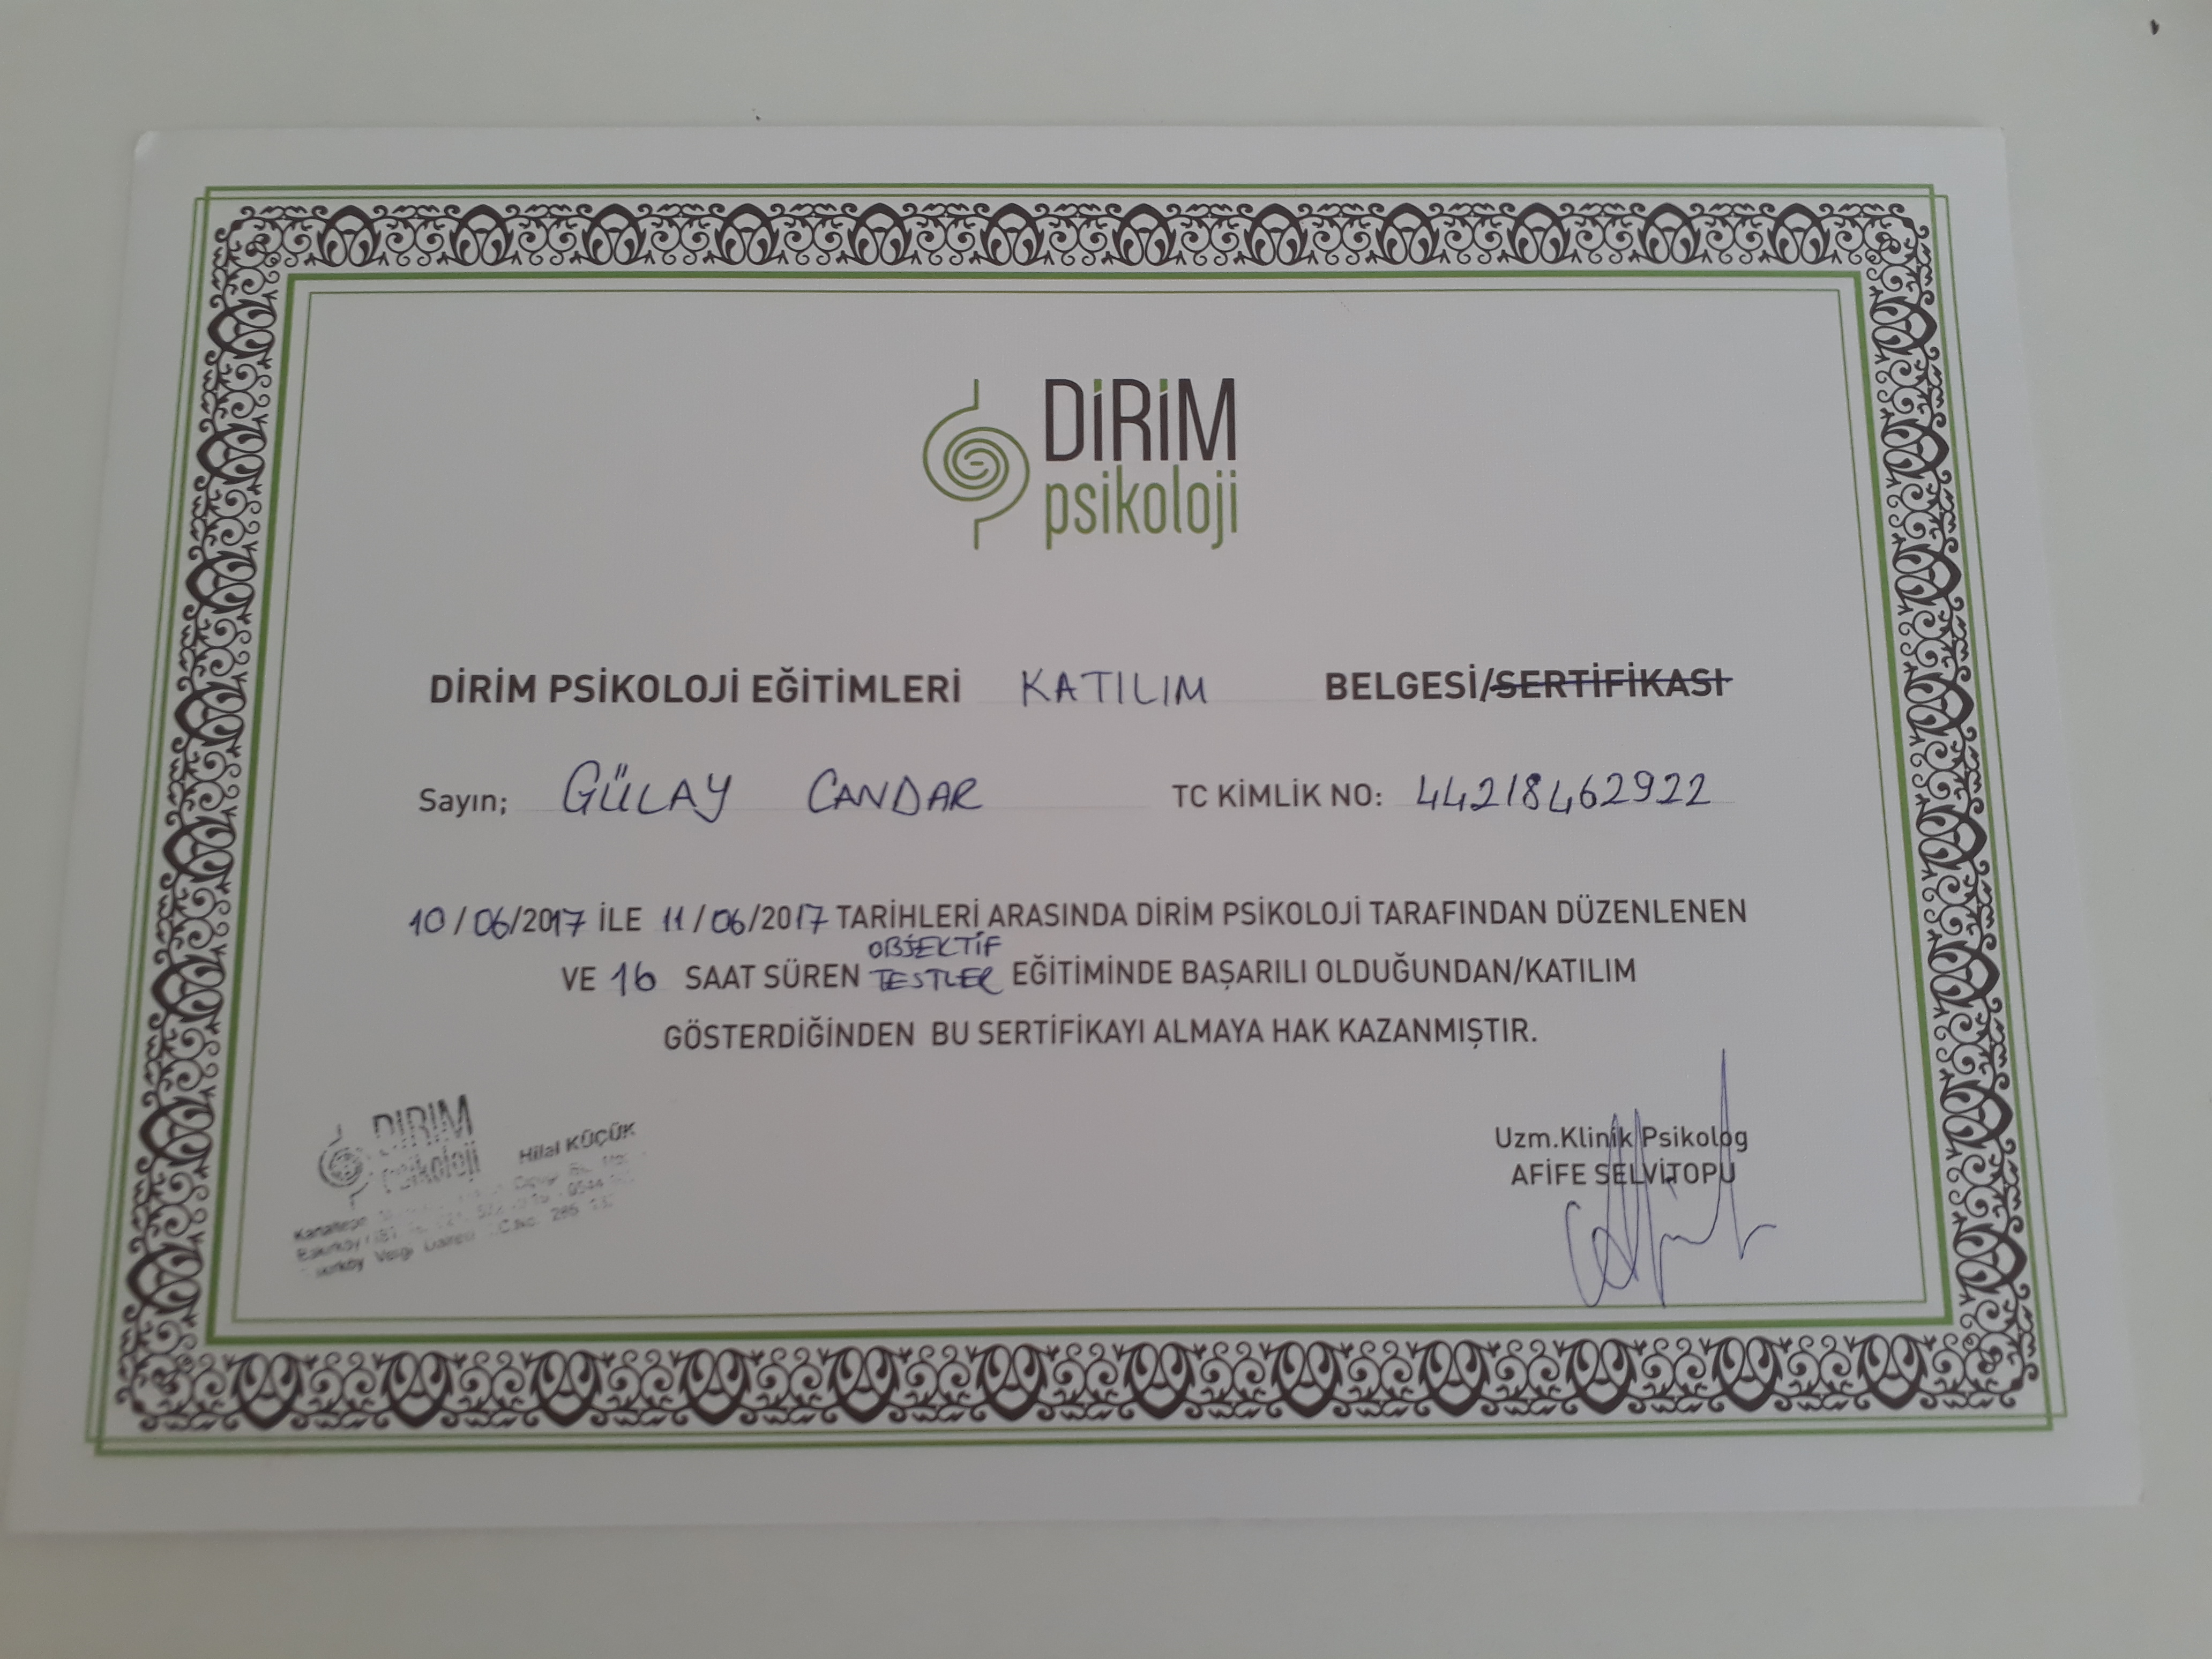 DİRİM
psikoloji
DİRİM PSİKOLOJİ EĞİTİMLERİ KATILIM BELGESİ/SERTİFİKASI
Sayın; GÜLAY CANDAR TC KİMLİK NO: 44218462922
10/06/2017 İLE 11/06/2017 TARİHLERİ ARASINDA DİRİM PSİKOLOJİ TARAFINDAN DÜZENLENEN
OBJEKTİF
VE 16 SAAT SÜREN TESTLER EĞİTİMİNDE BAŞARILI OLDUĞUNDAN/KATILIM
GÖSTERDİĞİNDEN BU SERTİFİKAYI ALMAYA HAK KAZANMIŞTIR.
Uzm.Klinik Psikolog
AFİFE SELVİTOPU
DIRIM
psikoloji
Hilal KÜÇÜK